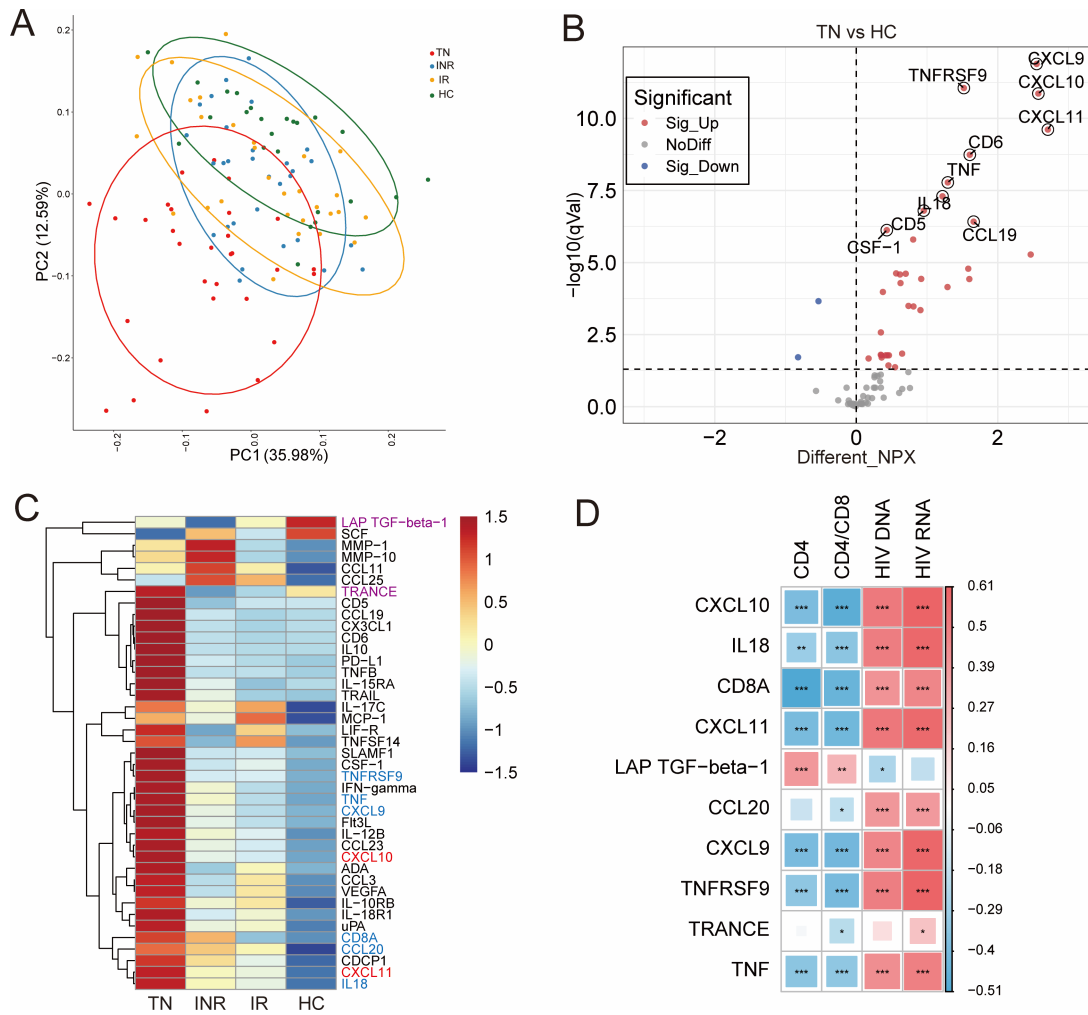 A
TN
INR
IR
HC
0.2
0.1
0.0
−0.1
−0.2
PC2 (12.59%)
−0.2
−0.1
0.0
0.1
0.2
PC1 (35.98%)
B
TN vs HC
Significant
Sig_Up
NoDiff
Sig_Down
CXCL9
TNFRSF9
CXCL10
CXCL11
CD6
TNF
IL18
CD5
CCL19
CSF−1
10.0
7.5
5.0
2.5
0.0
−log10(qVal)
−2
0
2
Different_NPX
C
LAP TGF−beta−1
SCF
MMP−1
MMP−10
CCL11
CCL25
TRANCE
CD5
CCL19
CX3CL1
CD6
IL10
PD−L1
TNFB
IL−15RA
TRAIL
IL−17C
MCP−1
LIF−R
TNFSF14
SLAMF1
CSF−1
TNFRSF9
IFN−gamma
TNF
CXCL9
Flt3L
IL−12B
CCL23
CXCL10
ADA
CCL3
VEGFA
IL−10RB
IL−18R1
uPA
CD8A
CCL20
CDCP1
CXCL11
IL18
TN INR IR HC
1.5
1
0.5
0
−0.5
−1
−1.5
D
CD4
CD4/CD8
HIV DNA
HIV RNA
CXCL10 *** *** *** ***
IL18 ** *** *** ***
CD8A *** *** *** ***
CXCL11 *** *** *** ***
LAP TGF−beta−1 *** ** *
CCL20 * *** ***
CXCL9 *** *** *** ***
TNFRSF9 *** *** *** ***
TRANCE * *
TNF *** *** *** ***
0.61
0.5
0.39
0.27
0.16
0.05
−0.06
−0.18
−0.29
−0.4
−0.51